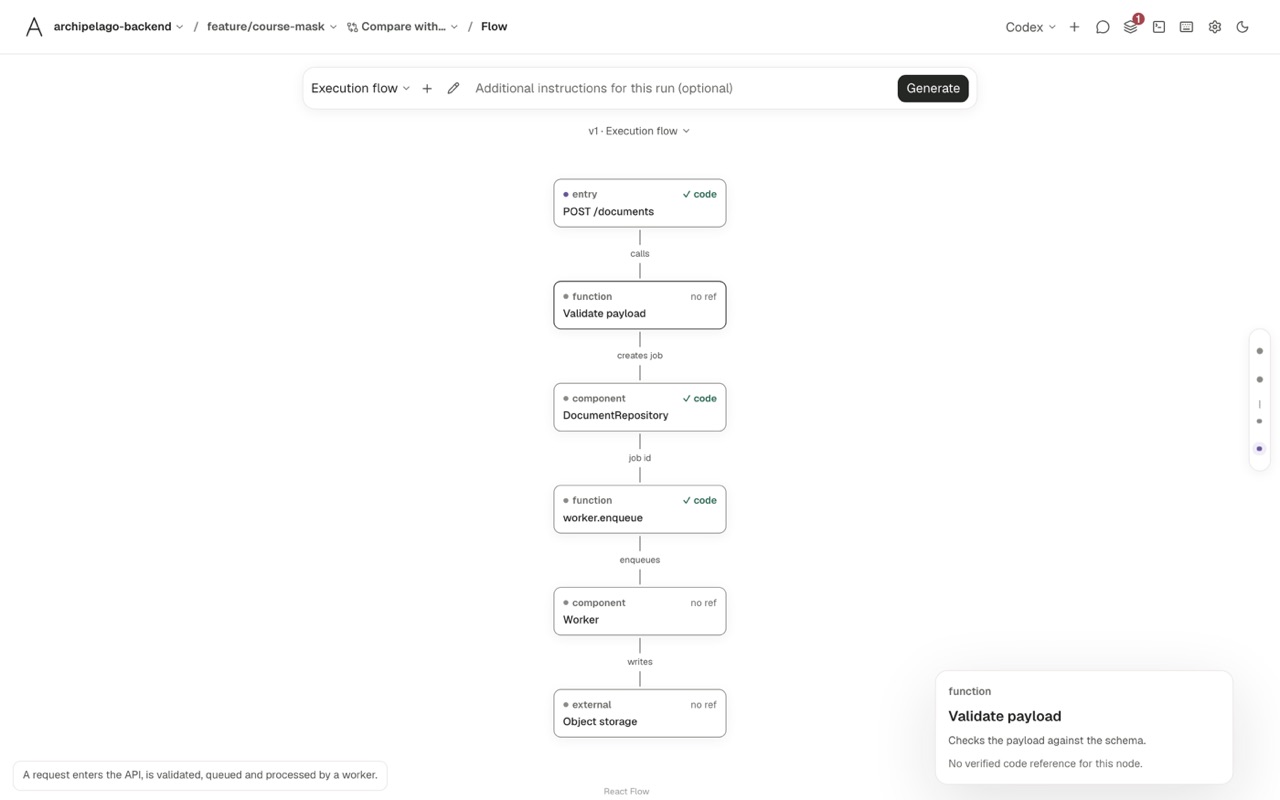 archipelago-backend / feature/course-mask Compare with... / Flow
Codex
1
Execution flow Additional instructions for this run (optional) Generate
v1 · Execution flow
entry code
POST /documents
calls
function no ref
Validate payload
creates job
component code
DocumentRepository
job id
function code
worker.enqueue
enqueues
component no ref
Worker
writes
external no ref
Object storage
function
Validate payload
Checks the payload against the schema.
No verified code reference for this node.
A request enters the API, is validated, queued and processed by a worker.
React Flow